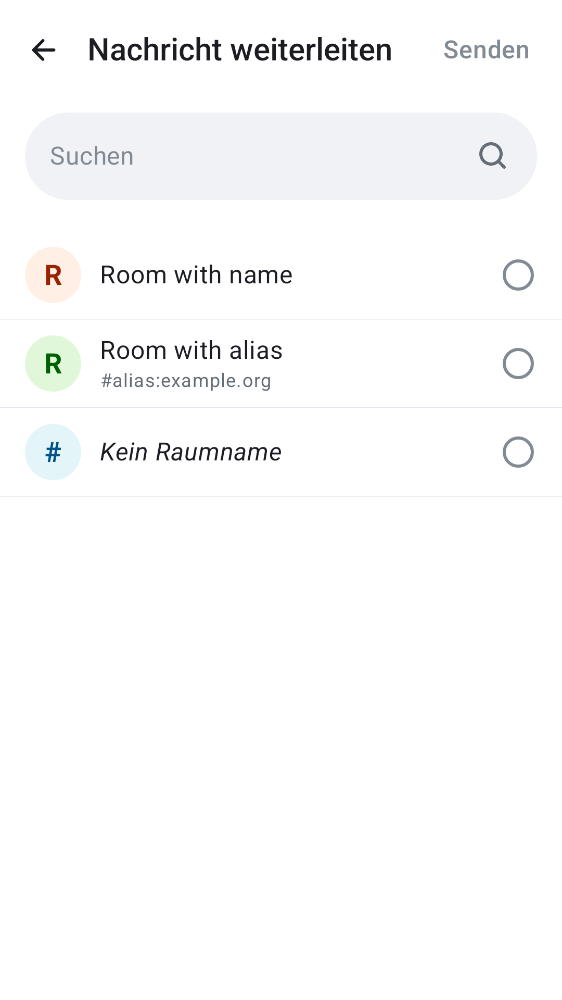 Nachricht weiterleiten Senden
Suchen
R Room with name
R Room with alias
#alias:example.org
# Kein Raumname